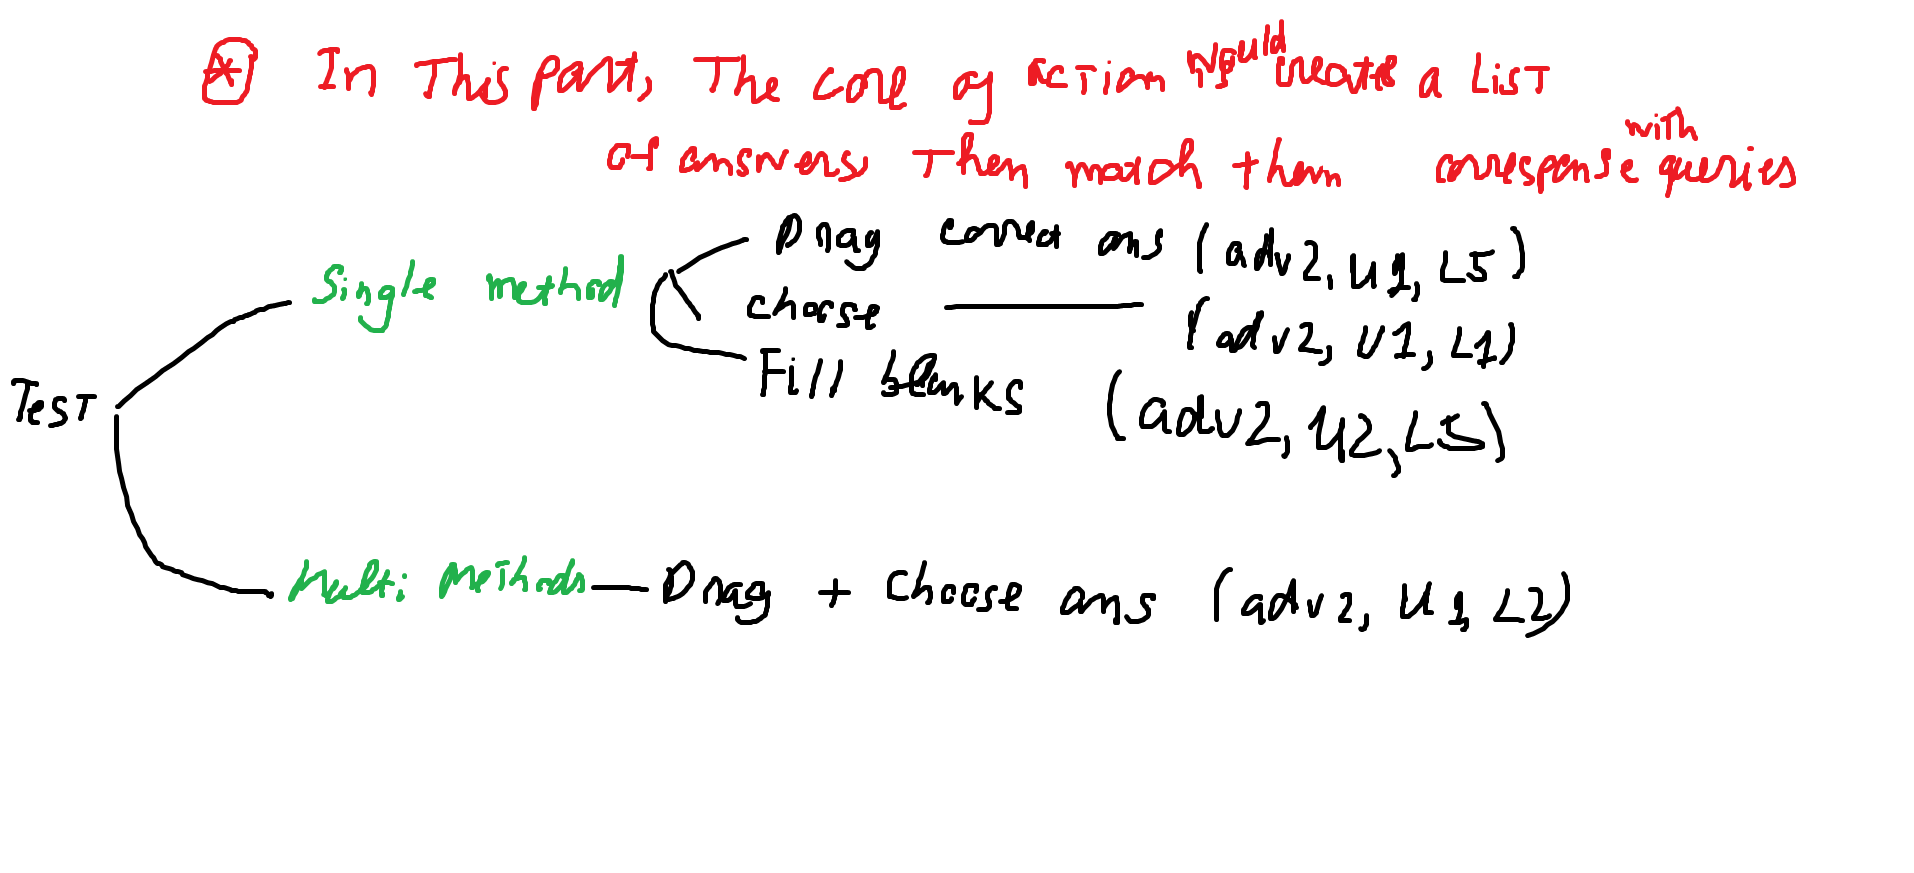 * In This part, The core of action would create a List
of answers, Then match them corresponse with queries
Drag correct ans (adv2, U1, L5)
Single method
choose (adv2, U1, L1)
Fill blanks (adv2, U2, L5)
Test
Multi Methods Drag + Choose ans (adv2, U1, L2)